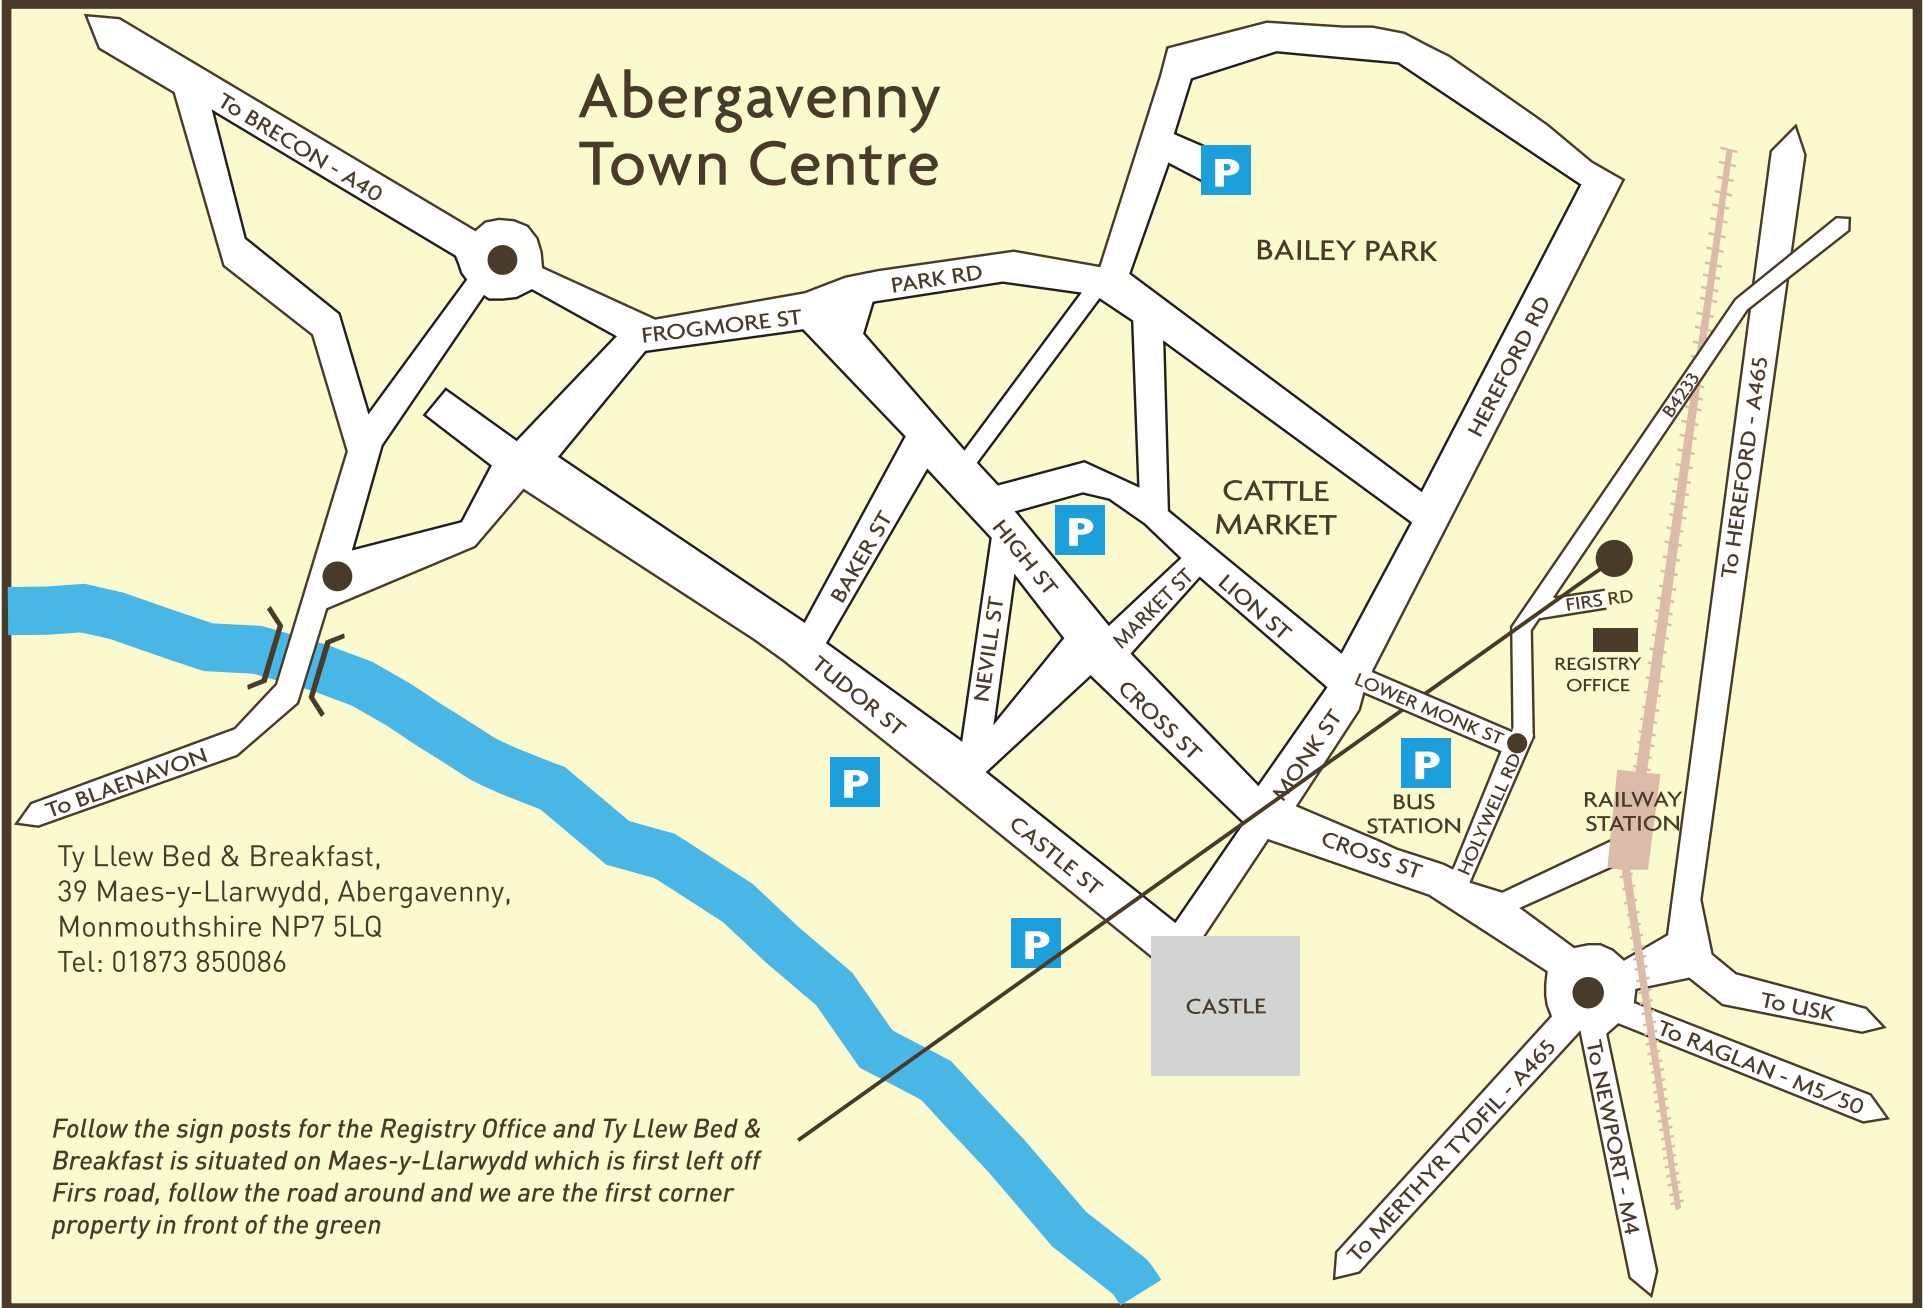 Abergavenny
Town Centre
To BRECON - A40
P
BAILEY PARK
PARK RD
FROGMORE ST
HEREFORD RD
B4233
To HEREFORD - A465
CATTLE
MARKET
P
HIGH ST
BAKER ST
MARKET ST
LION ST
NEVILL ST
FIRS RD
REGISTRY
OFFICE
TUDOR ST
CROSS ST
MONK ST
LOWER MONK ST
P
BUS
STATION
HOLYWELL RD
RAILWAY
STATION
To BLAENAVON
P
CASTLE ST
CROSS ST
P
CASTLE
To USK
To RAGLAN - M5/50
To NEWPORT - M4
To MERTHYR TYDFIL - A465
Ty Llew Bed & Breakfast,
39 Maes-y-Llarwydd, Abergavenny,
Monmouthshire NP7 5LQ
Tel: 01873 850086
Follow the sign posts for the Registry Office and Ty Llew Bed &
Breakfast is situated on Maes-y-Llarwydd which is first left off
Firs road, follow the road around and we are the first corner
property in front of the green